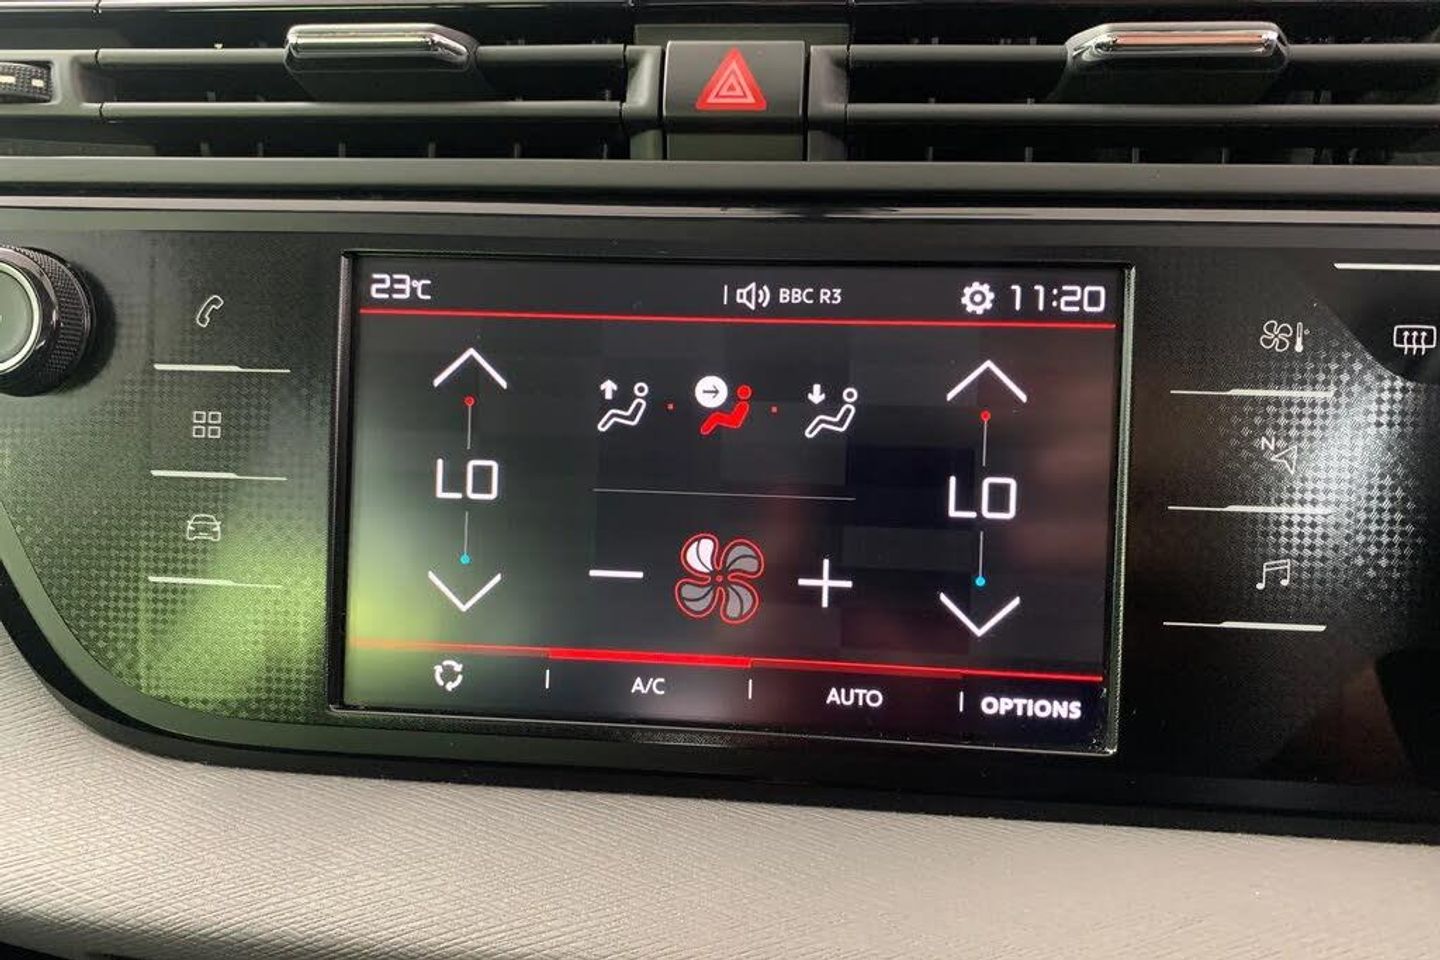 23°C
BBC R3
11:20
LO
LO
A/C
AUTO
OPTIONS
N